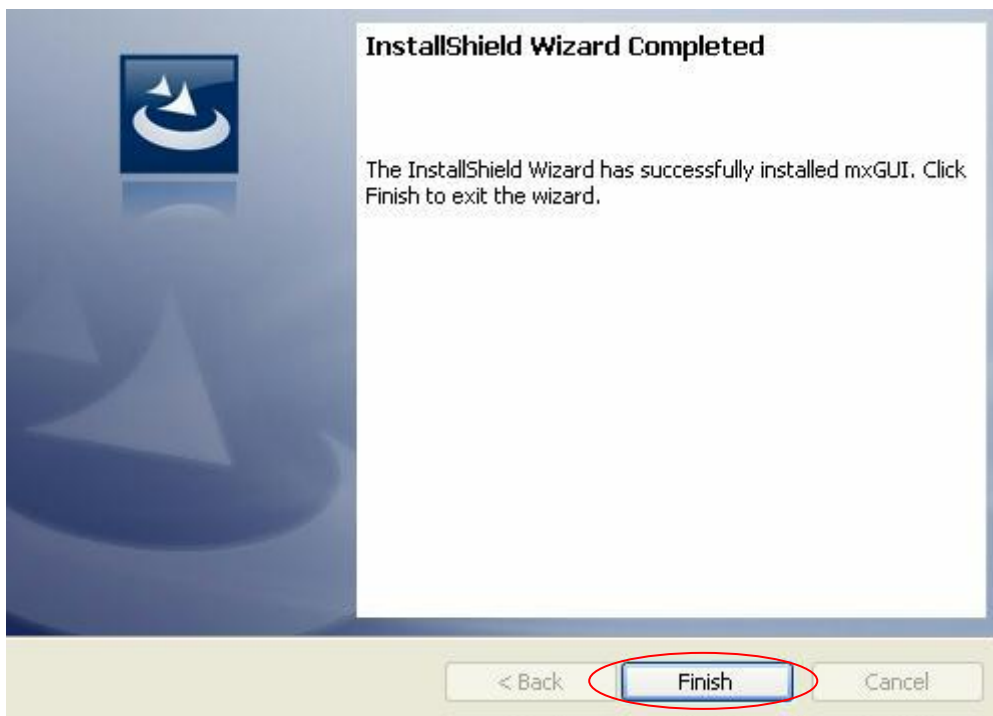 InstallShield Wizard Completed
The InstallShield Wizard has successfully installed mxGUI. Click
Finish to exit the wizard.
< Back Finish Cancel